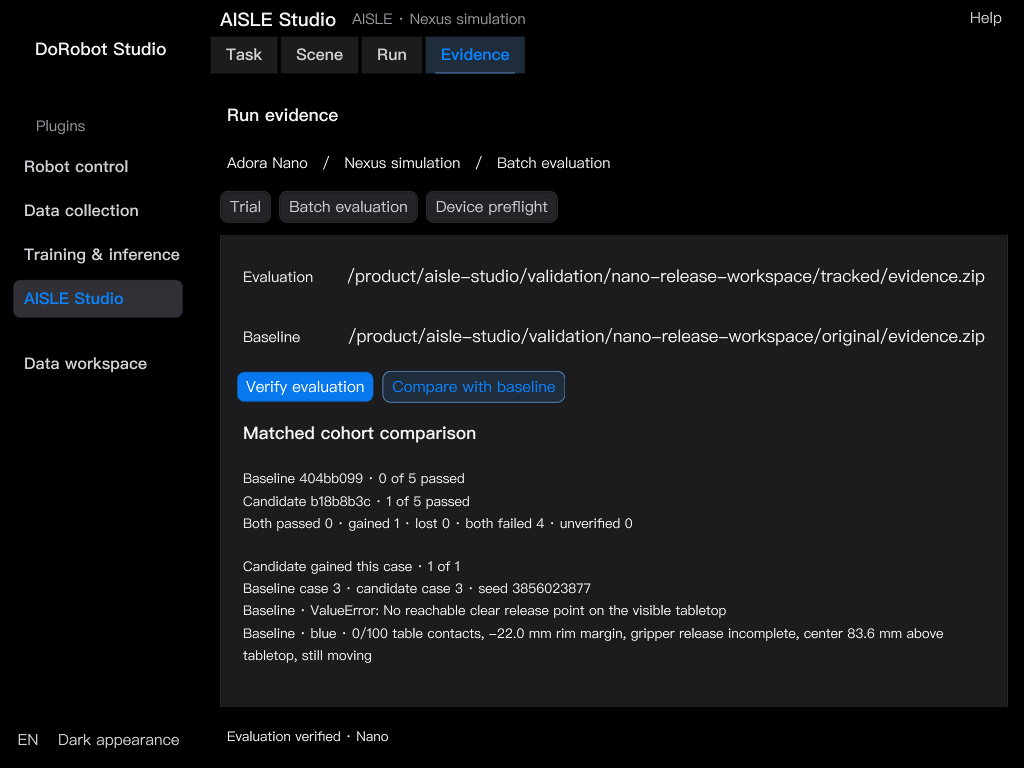 DoRobot Studio
AISLE Studio
AISLE · Nexus simulation
Help
Task
Scene
Run
Evidence
Plugins
Robot control
Data collection
Training & inference
AISLE Studio
Data workspace
EN
Dark appearance
Run evidence
Adora Nano / Nexus simulation / Batch evaluation
Trial
Batch evaluation
Device preflight
Evaluation /product/aisle-studio/validation/nano-release-workspace/tracked/evidence.zip
Baseline /product/aisle-studio/validation/nano-release-workspace/original/evidence.zip
Verify evaluation
Compare with baseline
Matched cohort comparison
Baseline 404bb099 · 0 of 5 passed
Candidate b18b8b3c · 1 of 5 passed
Both passed 0 · gained 1 · lost 0 · both failed 4 · unverified 0
Candidate gained this case · 1 of 1
Baseline case 3 · candidate case 3 · seed 3856023877
Baseline · ValueError: No reachable clear release point on the visible tabletop
Baseline · blue · 0/100 table contacts, -22.0 mm rim margin, gripper release incomplete, center 83.6 mm above
tabletop, still moving
Evaluation verified · Nano